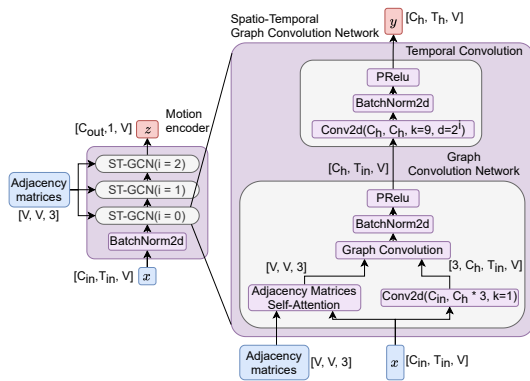 [C_out,1, V]
z
Motion
encoder
ST-GCN(i = 2)
ST-GCN(i = 1)
ST-GCN(i = 0)
BatchNorm2d
Adjacency
matrices
[V, V, 3]
[C_in,T_in, V]
x
Spatio-Temporal
Graph Convolution Network
y
[C_h, T_h, V]
Temporal Convolution
PRelu
BatchNorm2d
Conv2d(C_h, C_h, k=9, d=2^i)
[C_h, T_in, V]
Graph
Convolution Network
PRelu
BatchNorm2d
Graph Convolution
[V, V, 3]
[3, C_h, T_in, V]
Adjacency Matrices
Self-Attention
Conv2d(C_in, C_h * 3, k=1)
Adjacency
matrices
[V, V, 3]
x
[C_in, T_in, V]